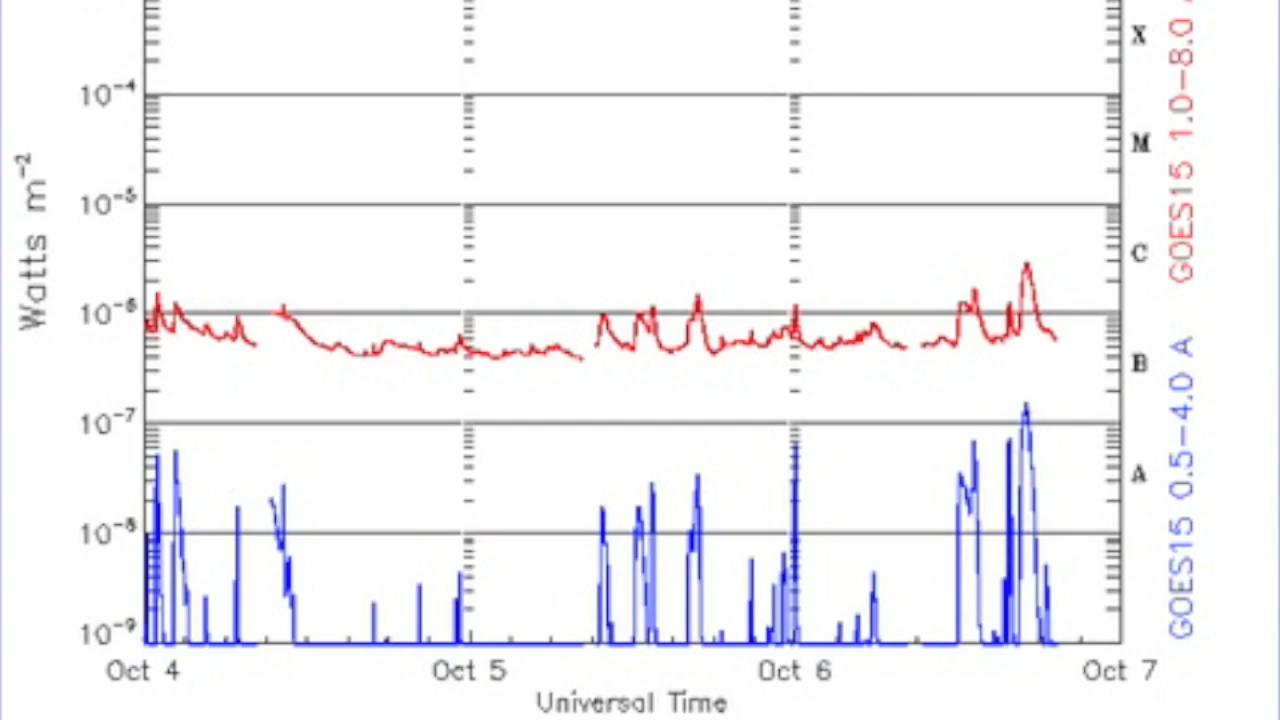 X
10⁻⁴
M
10⁻⁵
C
10⁻⁶
B
10⁻⁷
A
10⁻⁸
10⁻⁹
Watts m⁻²
Oct 4
Oct 5
Oct 6
Oct 7
Universal Time
GOES15 1.0–8.0
GOES15 0.5–4.0 A